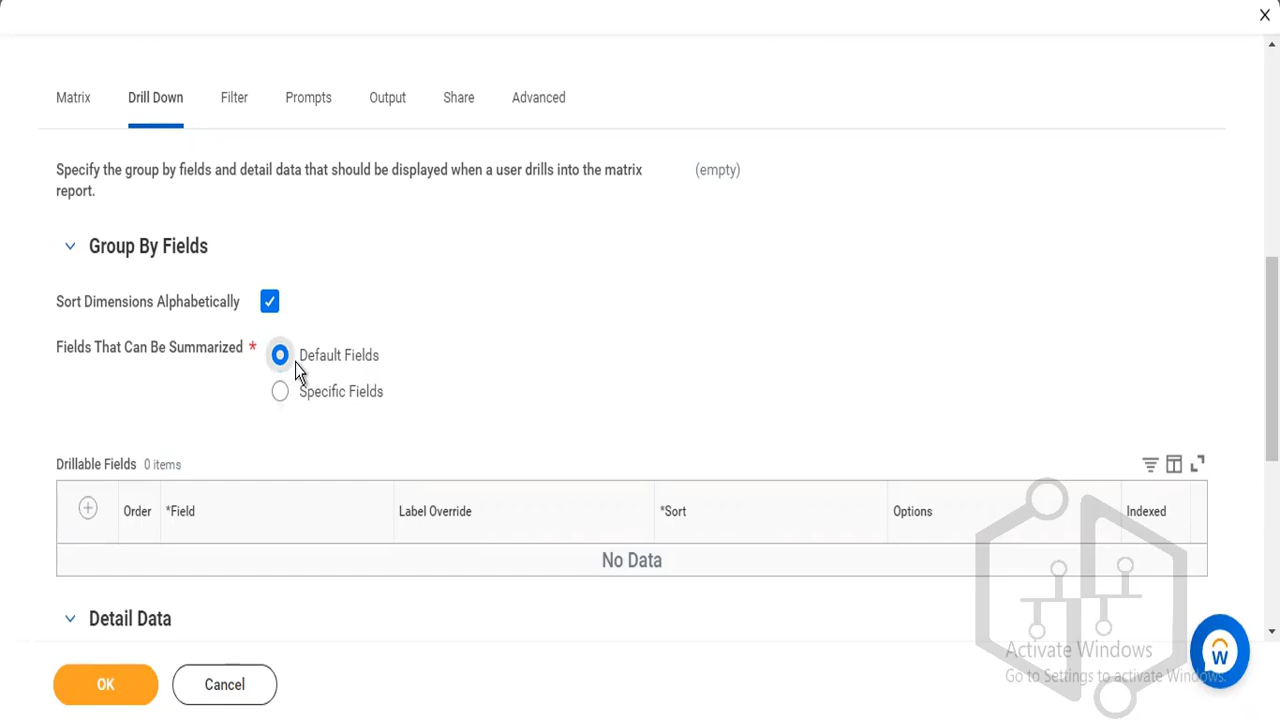 X
Matrix Drill Down Filter Prompts Output Share Advanced
Specify the group by fields and detail data that should be displayed when a user drills into the matrix (empty)
report.
Group By Fields
Sort Dimensions Alphabetically
Fields That Can Be Summarized * Default Fields
Specific Fields
Drillable Fields 0 items
Order *Field Label Override *Sort Options Indexed
No Data
Detail Data
Activate Windows
Go to Settings to activate Windows.
W
OK Cancel